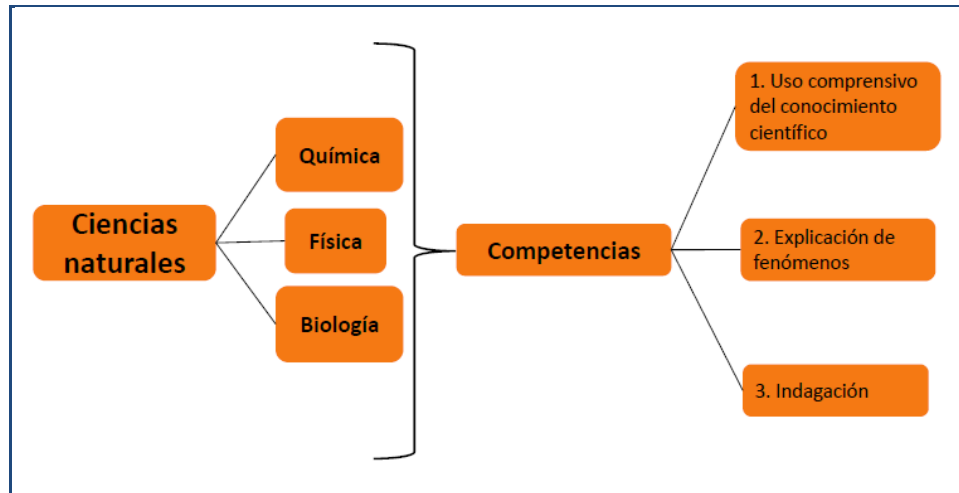 Ciencias
naturales
Química
Física
Biología
Competencias
1. Uso comprensivo
del conocimiento
científico
2. Explicación de
fenómenos
3. Indagación